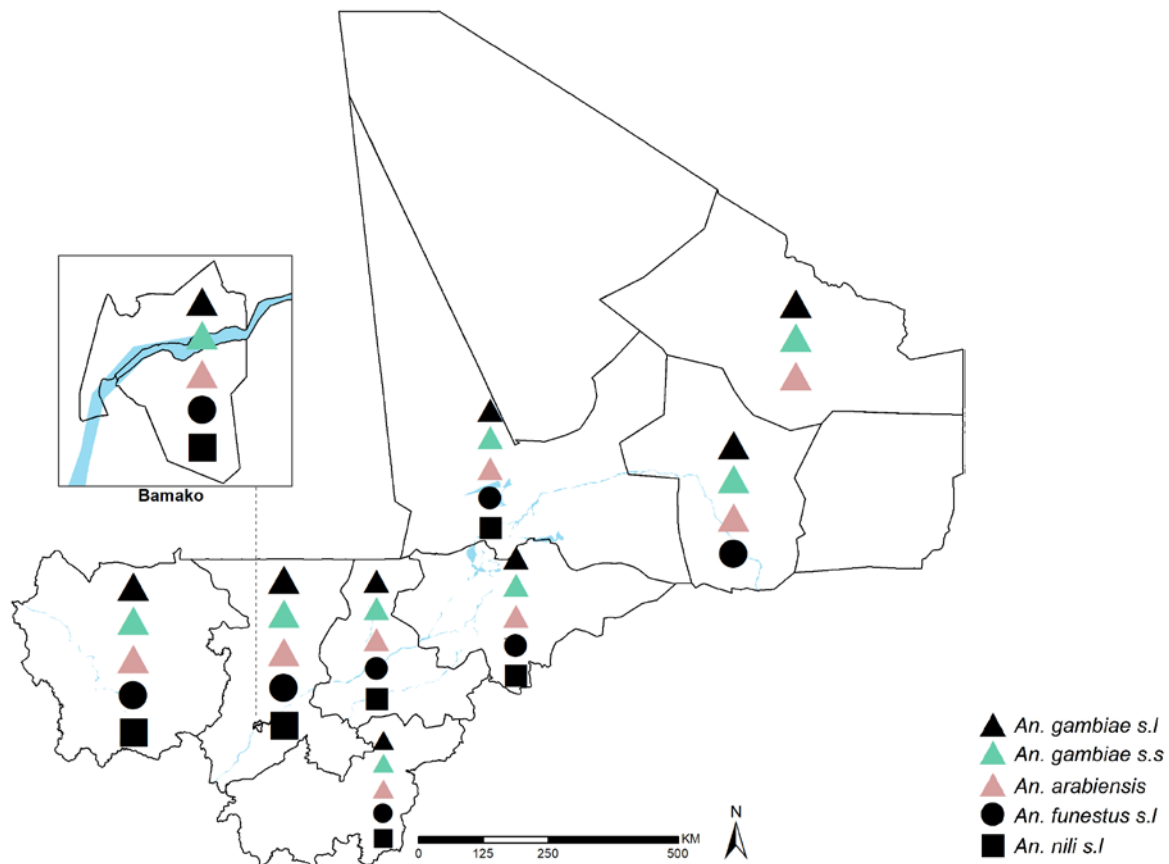 Bamako
An. gambiae s.l
An. gambiae s.s
An. arabiensis
An. funestus s.l
An. nili s.l
N
KM
0 125 250 500